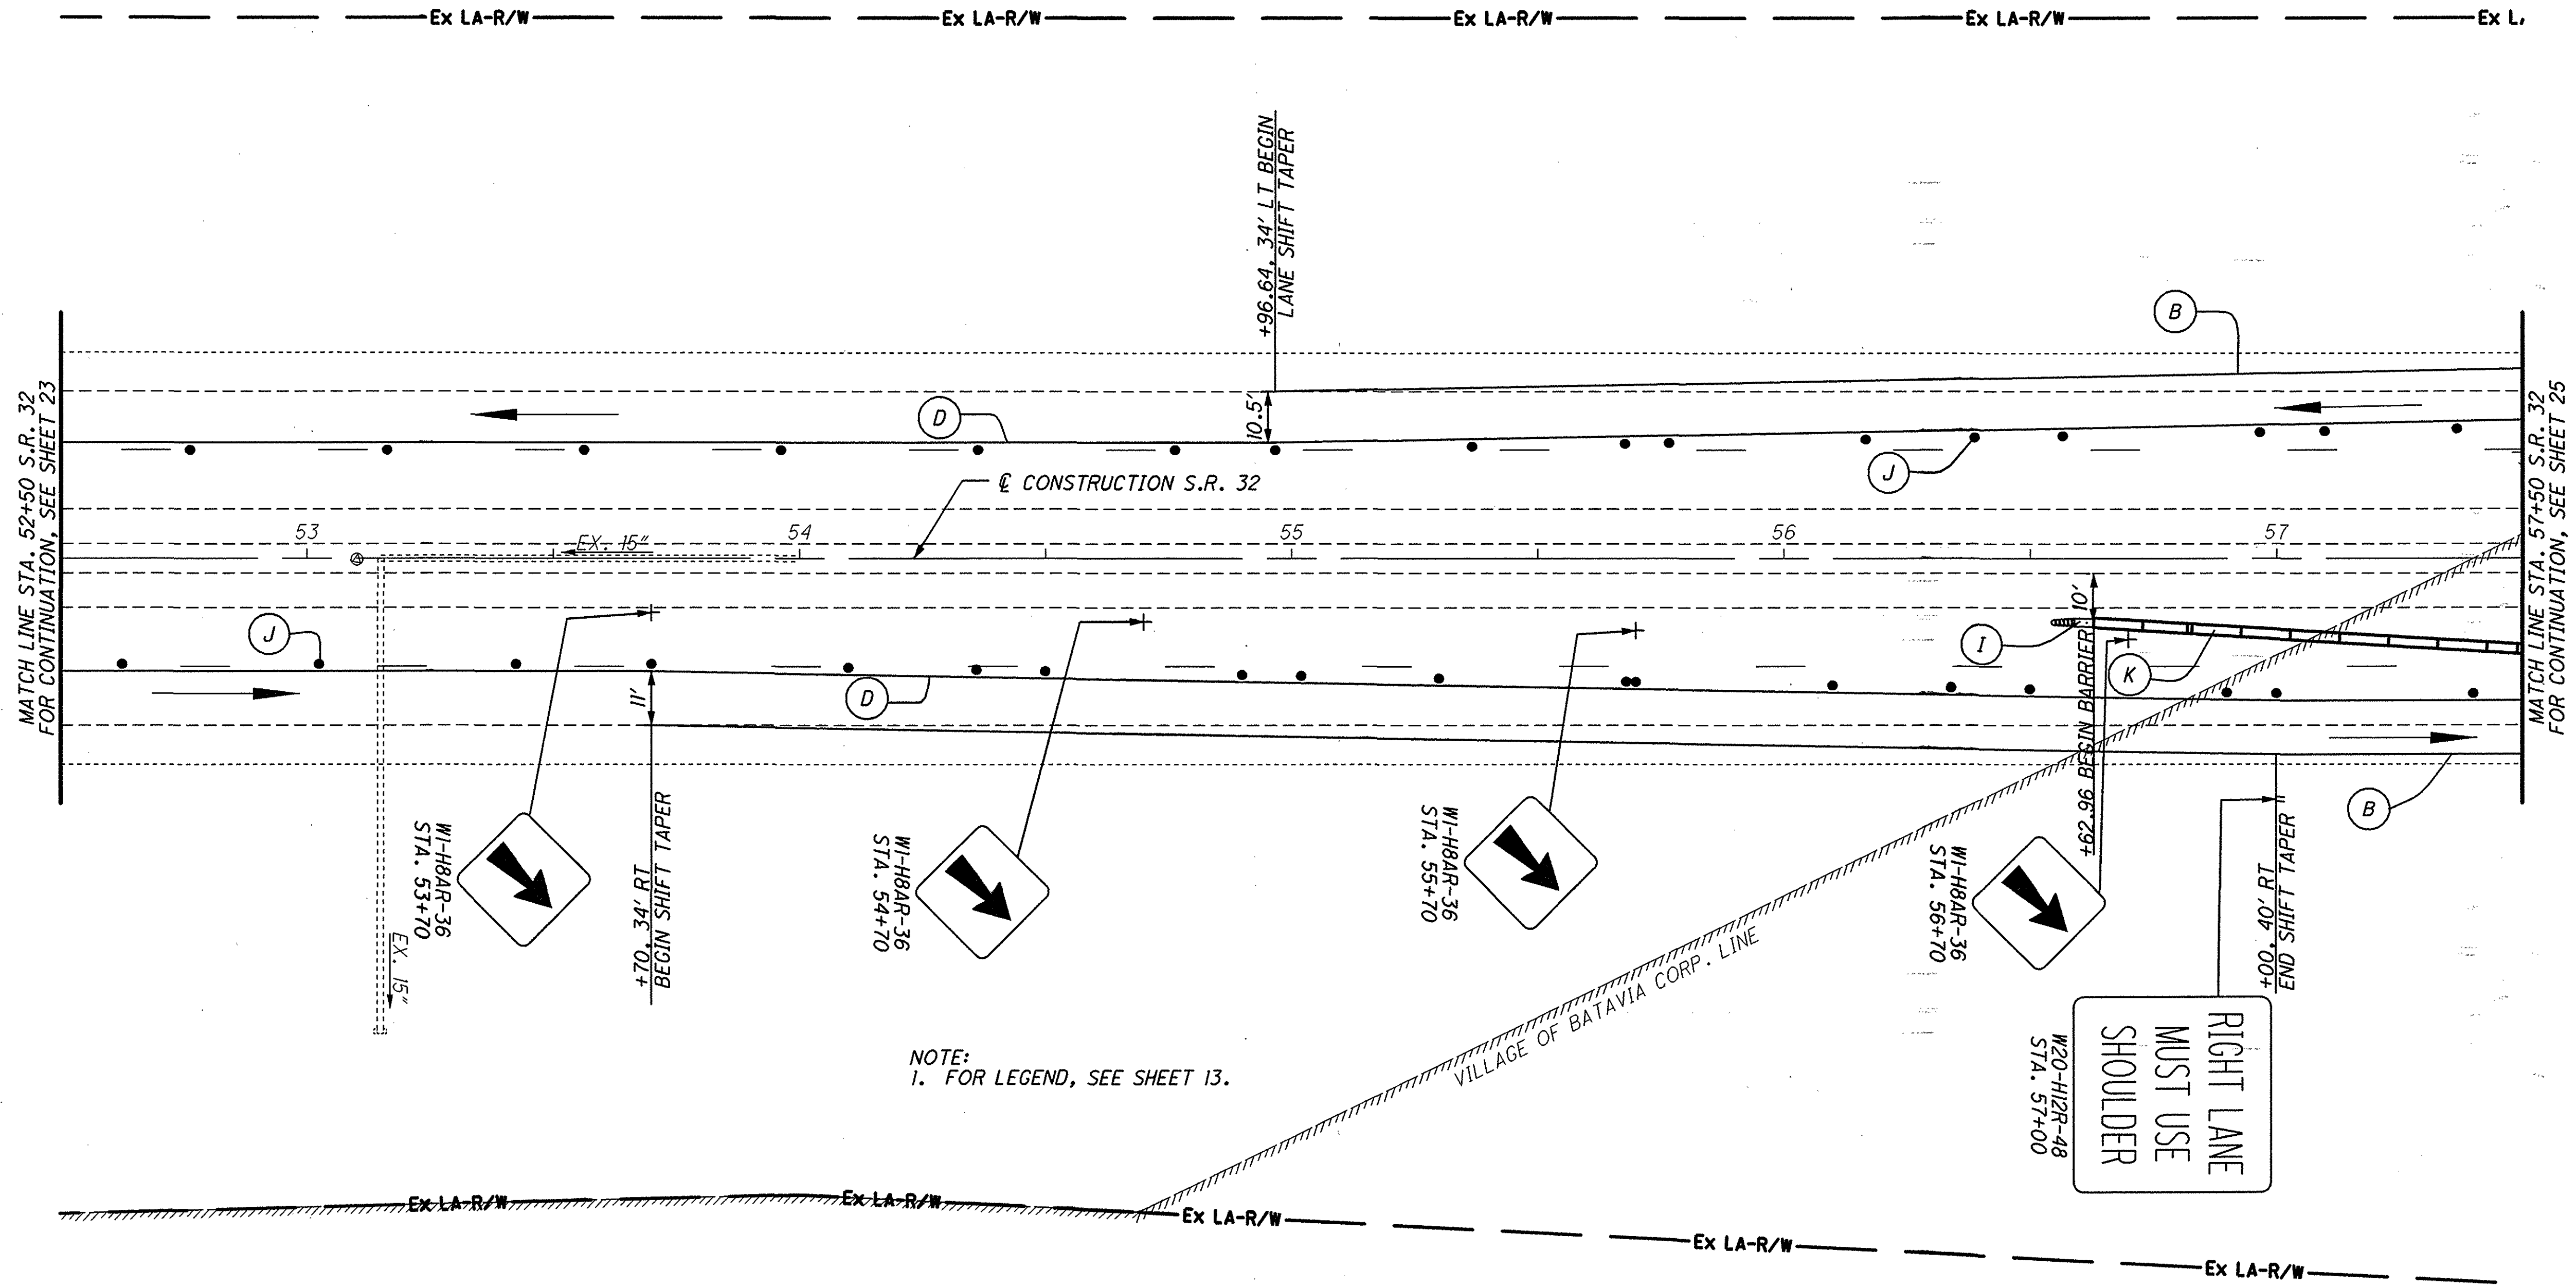 Ex LA-R/W
Ex LA-R/W
Ex LA-R/W
Ex LA-R/W
Ex L
MATCH LINE STA. 52+50 S.R. 32
FOR CONTINUATION, SEE SHEET 23
+96.64, 34' LT BEGIN
LANE SHIFT TAPER
B
D
10.5'
J
℄ CONSTRUCTION S.R. 32
53
54
55
56
57
EX. 15"
J
11'
D
I
K
10'
+62.96 BEGIN BARRIER
B
MATCH LINE STA. 57+50 S.R. 32
FOR CONTINUATION, SEE SHEET 25
W1-H8AR-36
STA. 53+70
EX. 15"
+70, 34' RT
BEGIN SHIFT TAPER
W1-H8AR-36
STA. 54+70
W1-H8AR-36
STA. 55+70
W1-H8AR-36
STA. 56+70
+00, 40' RT
END SHIFT TAPER
RIGHT LANE
MUST USE
SHOULDER
W20-H12R-48
STA. 57+00
VILLAGE OF BATAVIA CORP. LINE
NOTE:
1. FOR LEGEND, SEE SHEET 13.
Ex LA-R/W
Ex LA-R/W
Ex LA-R/W
Ex LA-R/W
Ex LA-R/W